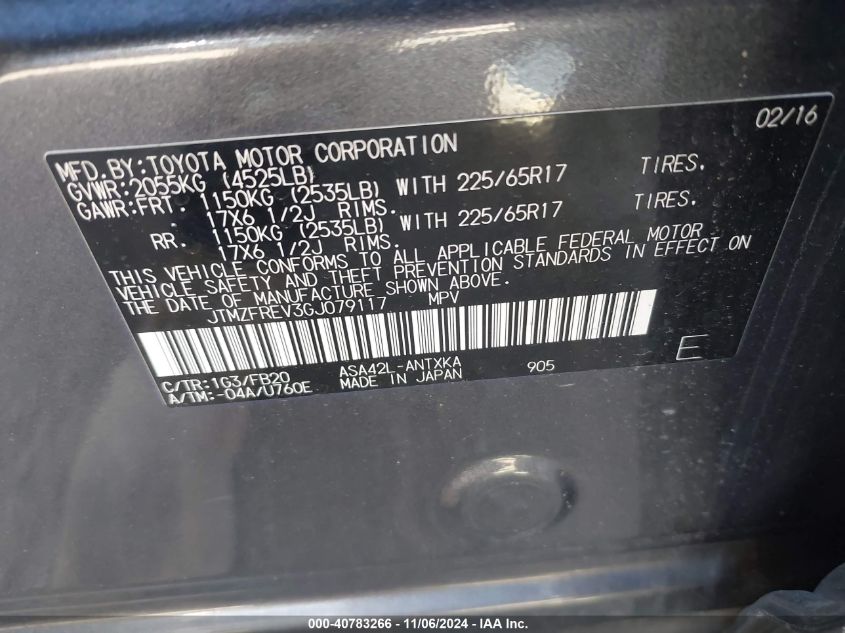 02/16
MFD.BY:TOYOTA MOTOR CORPORATION
GVWR:2055KG (4525LB)
GAWR:FRT. 1150KG (2535LB) WITH 225/65R17 TIRES.
17X6 1/2J RIMS.
RR. 1150KG (2535LB) WITH 225/65R17 TIRES.
17X6 1/2J RIMS.
THIS VEHICLE CONFORMS TO ALL APPLICABLE FEDERAL MOTOR
VEHICLE SAFETY AND THEFT PREVENTION STANDARDS IN EFFECT ON
THE DATE OF MANUFACTURE SHOWN ABOVE.
JTMZFREV3GJ079117 MPV
C/TR:1G3/FB20 ASA42L-ANTXKA 905 E
A/TM:-04A/U760E MADE IN JAPAN
000-40783266 - 11/06/2024 - IAA Inc.